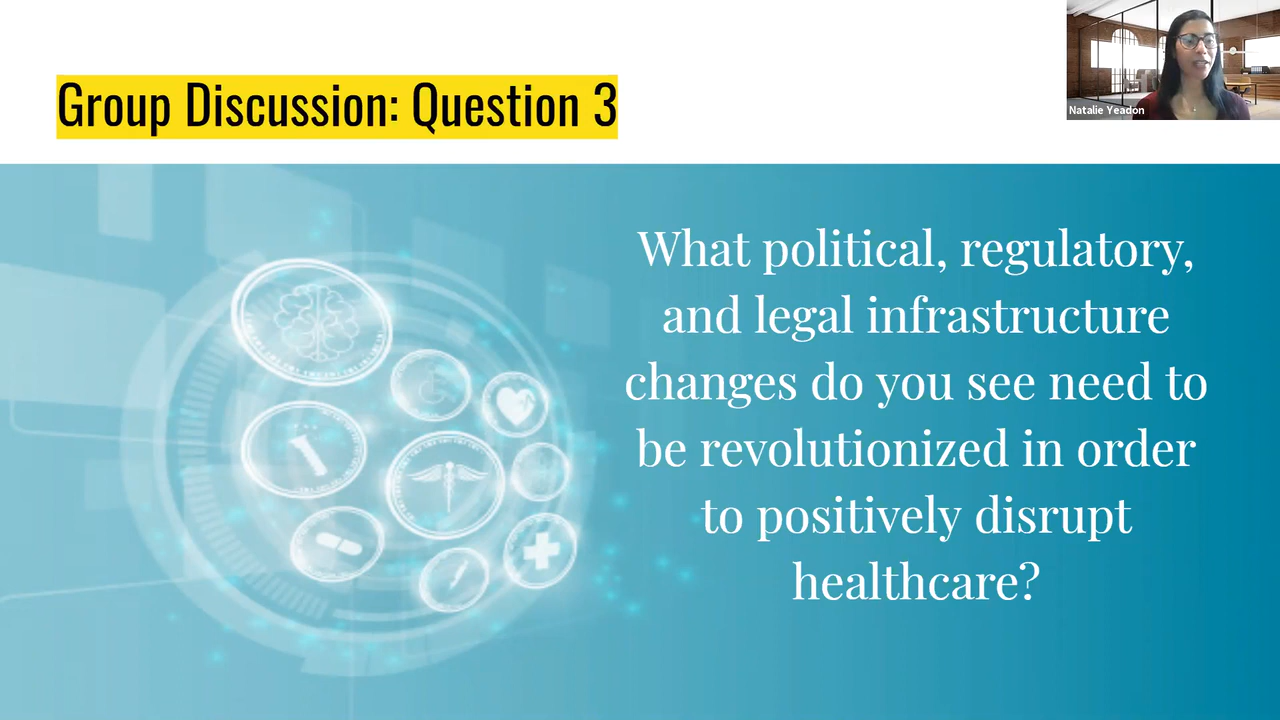 Group Discussion: Question 3
Natalie Yeadon
What political, regulatory,
and legal infrastructure
changes do you see need to
be revolutionized in order
to positively disrupt
healthcare?